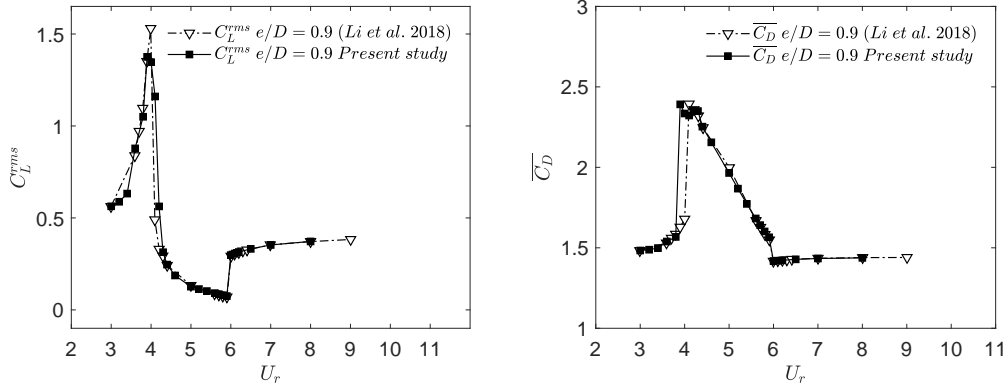 C_L^{rms} e/D = 0.9 (Li et al. 2018)
C_L^{rms} e/D = 0.9 Present study
1.5
1
0.5
0
C_L^{rms}
2 3 4 5 6 7 8 9 10 11
U_r
\overline{C_D} e/D = 0.9 (Li et al. 2018)
\overline{C_D} e/D = 0.9 Present study
3
2.5
2
1.5
1
\overline{C_D}
2 3 4 5 6 7 8 9 10 11
U_r